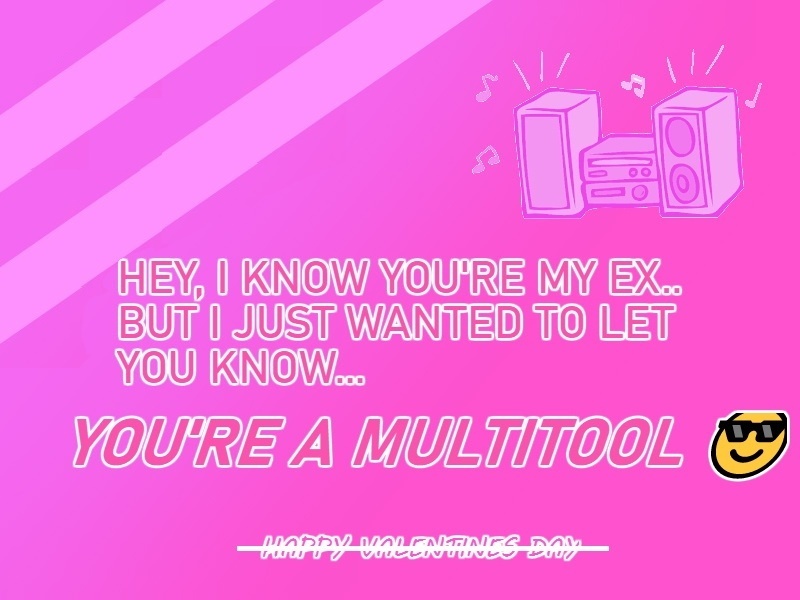 HEY, I KNOW YOU'RE MY EX..
BUT I JUST WANTED TO LET
YOU KNOW...
YOU'RE A MULTITOOL
HAPPY VALENTINES DAY